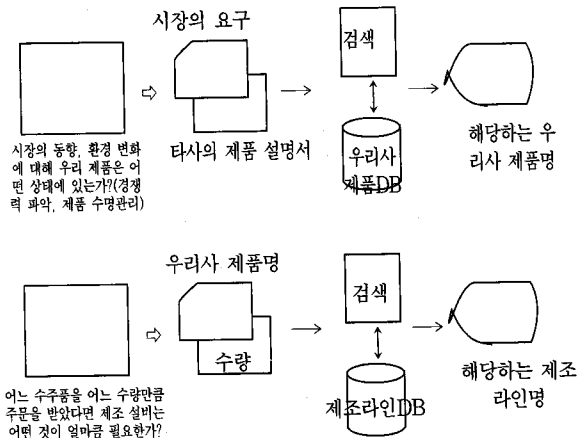 시장의 요구
검색
시장의 동향, 환경 변화
에 대해 우리 제품은 어
떤 상태에 있는가?(경쟁
력 파악, 제품 수명관리)
타사의 제품 설명서
우리사
제품DB
해당하는 우
리사 제품명
우리사 제품명
검색
수량
어느 수주품을 어느 수량만큼
주문을 받았다면 제조 설비는
어떤 것이 얼마큼 필요한가?
제조라인DB
해당하는 제조
라인명